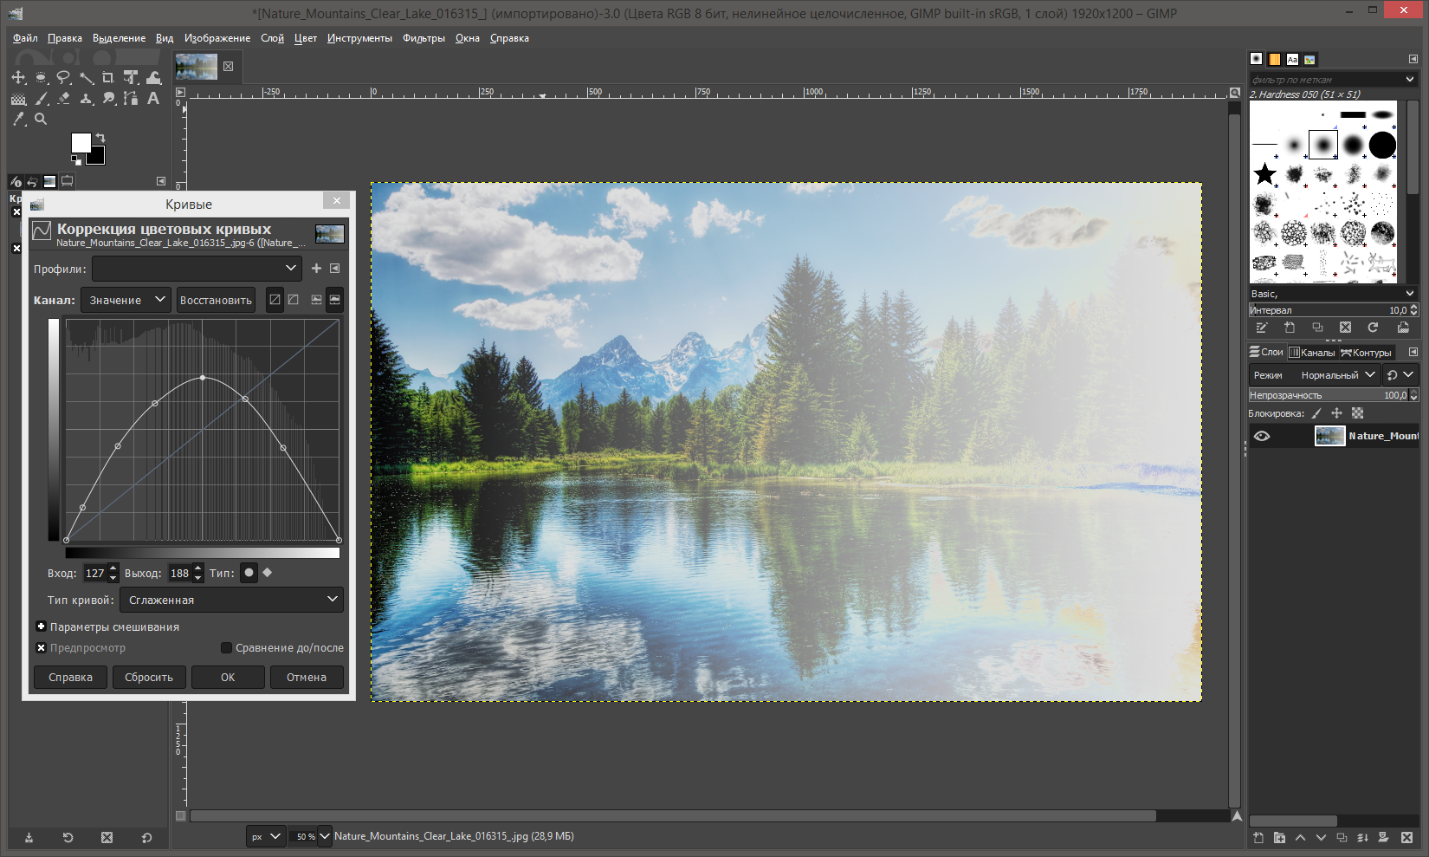 *[Nature_Mountains_Clear_Lake_016315_] (импортировано)-3.0 (Цвета RGB 8 бит, нелинейное целочисленное, GIMP built-in sRGB, 1 слой) 1920x1200 – GIMP
Файл Правка Выделение Вид Изображение Слой Цвет Инструменты Фильтры Окна Справка
-250 0 250 500 750 1000 1250 1500 1750
фильтр по меткам
2. Hardness 050 (51 × 51)
Кривые
Коррекция цветовых кривых
Nature_Mountains_Clear_Lake_016315_.jpg-6 ([Nature_...
Профили:
Канал: Значение Восстановить
Вход: 127 Выход: 188 Тип:
Тип кривой: Сглаженная
Параметры смешивания
Предпросмотр Сравнение до/после
Справка Сбросить OK Отмена
Basic,
Интервал 10,0
Слои Каналы Контуры
Режим Нормальный
Непрозрачность 100,0
Блокировка:
Nature_Mount
0
0
1250
px 50 % Nature_Mountains_Clear_Lake_016315_.jpg (28,9 МБ)